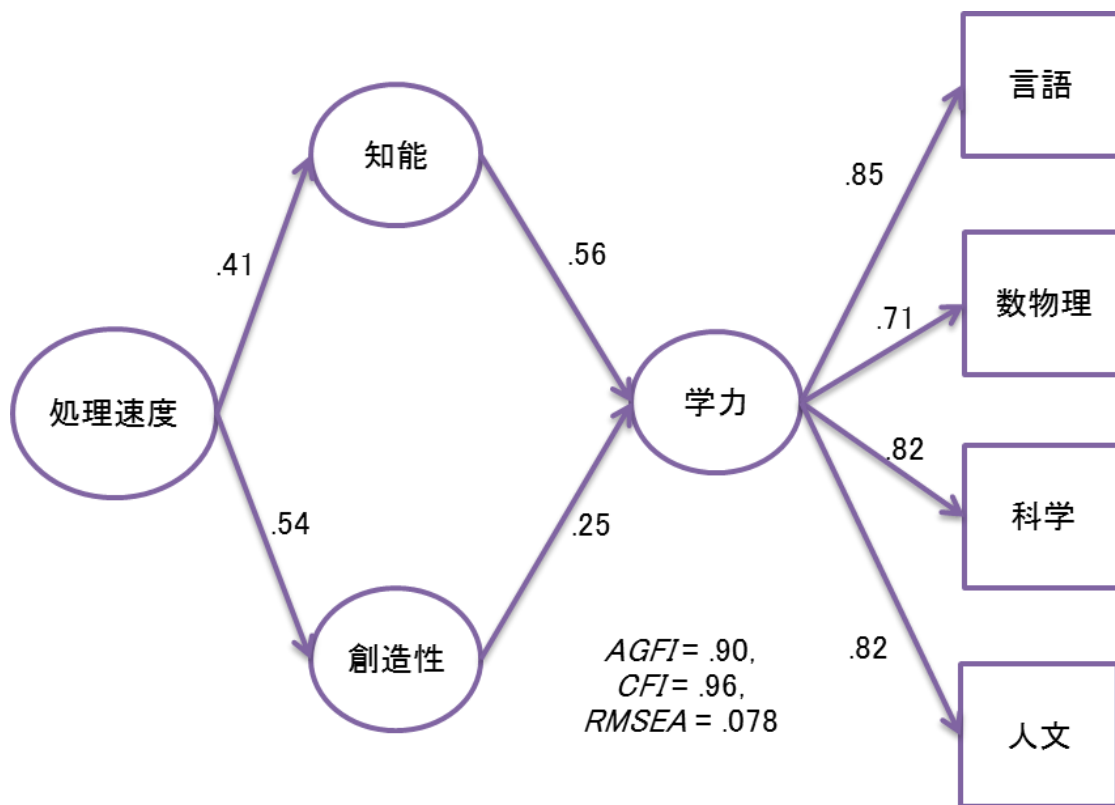 言語
知能
.85
.56
.41
数物理
.71
学力
処理速度
.82
科学
.54
.25
創造性
AGFI = .90,
CFI = .96,
RMSEA = .078
.82
人文